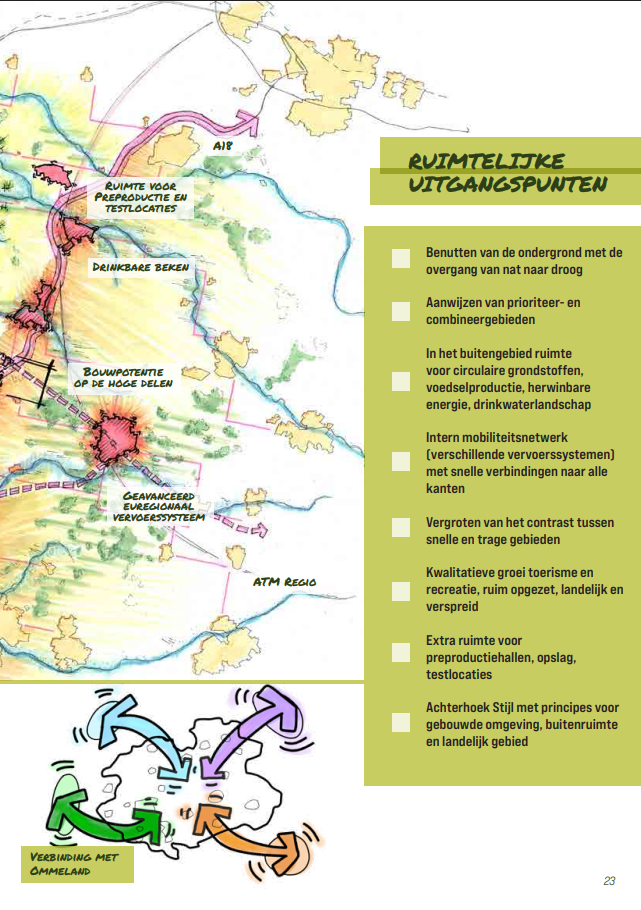 A18
RUIMTE VOOR
PREPRODUCTIE EN
TESTLOCATIES
DRINKBARE BEKEN
BOUWPOTENTIE
OP DE HOGE DELEN
GEAVANCEERD
EUREGIONAAL
VERVOERSSYSTEEM
ATM REGIO
VERBINDING MET
OMMELAND
RUIMTELIJKE
UITGANGSPUNTEN
Benutten van de ondergrond met de
overgang van nat naar droog
Aanwijzen van prioriteer- en
combineergebieden
In het buitengebied ruimte
voor circulaire grondstoffen,
voedselproductie, herwinbare
energie, drinkwaterlandschap
Intern mobiliteitsnetwerk
(verschillende vervoerssystemen)
met snelle verbindingen naar alle
kanten
Vergroten van het contrast tussen
snelle en trage gebieden
Kwalitatieve groei toerisme en
recreatie, ruim opgezet, landelijk en
verspreid
Extra ruimte voor
preproductiehallen, opslag,
testlocaties
Achterhoek Stijl met principes voor
gebouwde omgeving, buitenruimte
en landelijk gebied
23